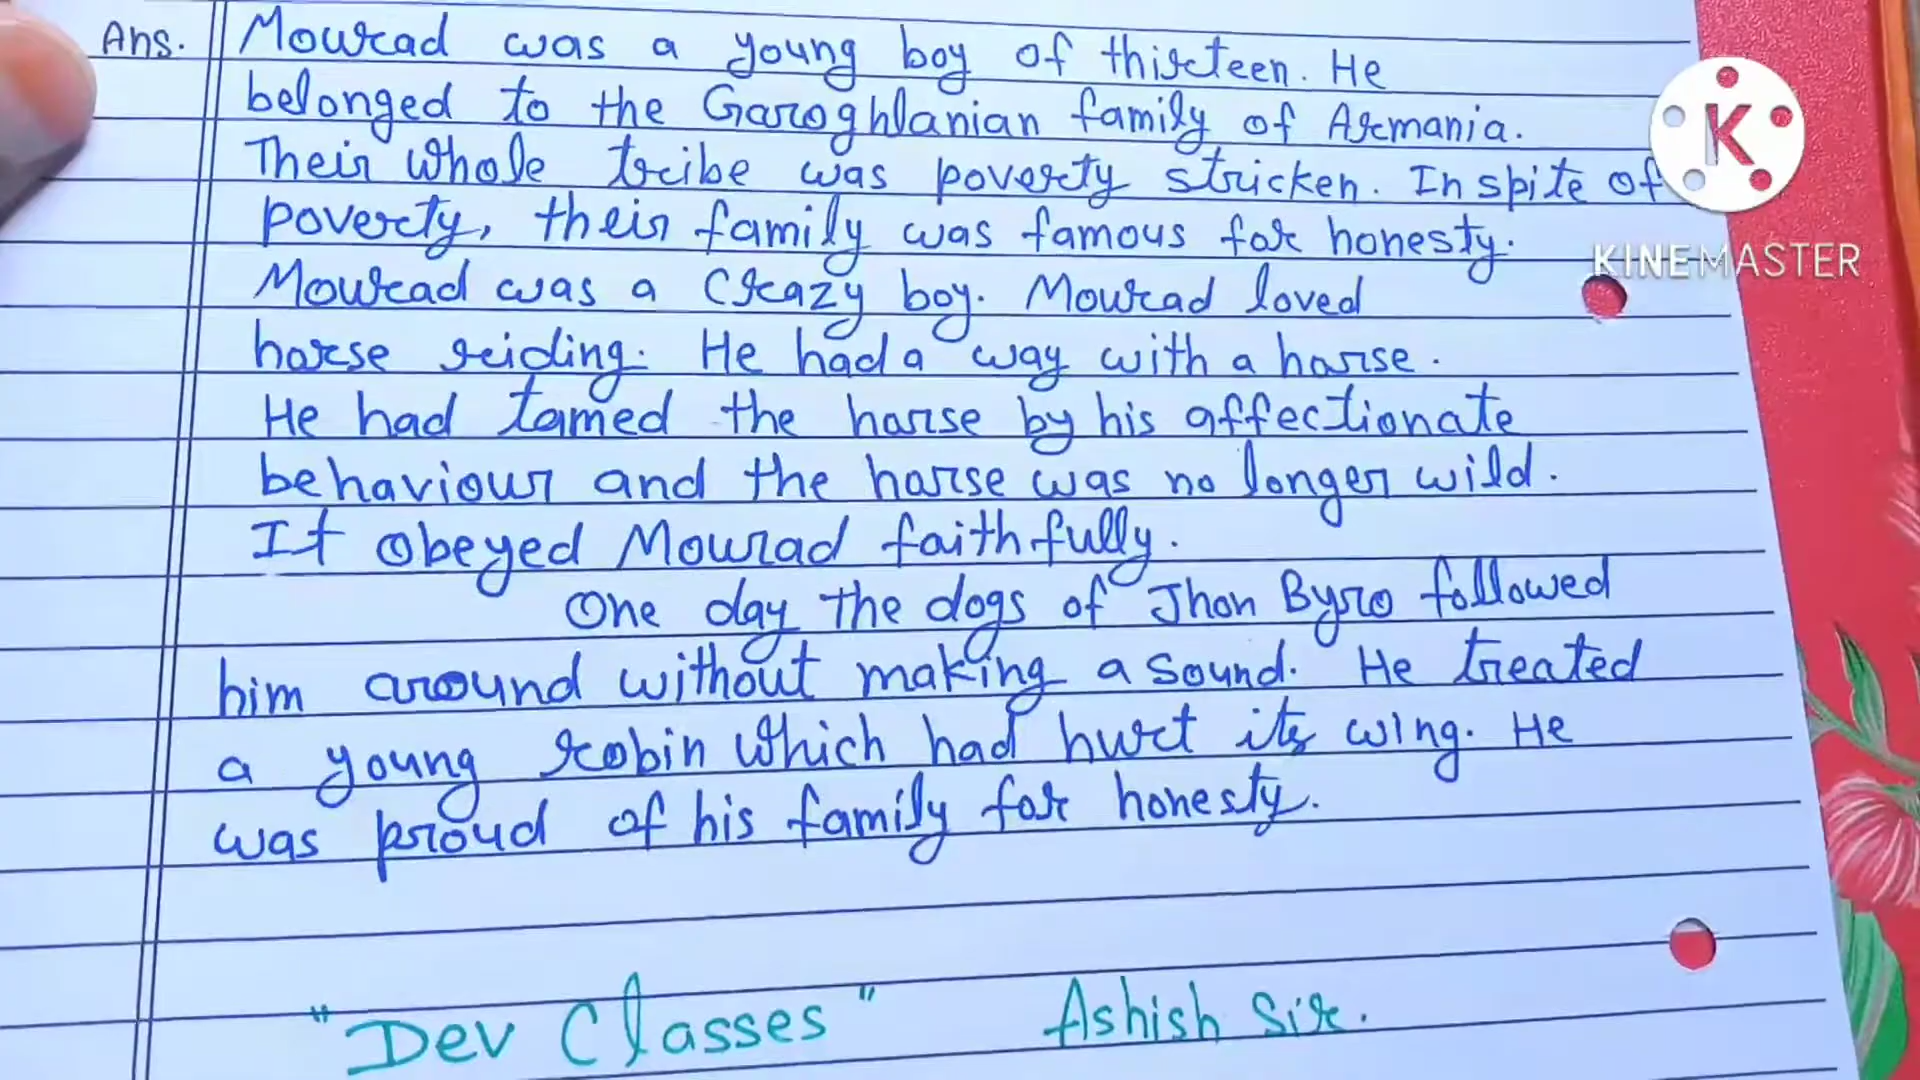 Ans. Mourad was a young boy of thirteen. He
belonged to the Garoghlanian family of Armania.
Their whole tribe was poverty stricken. In spite of
poverty, their family was famous for honesty.
Mourad was a Crazy boy. Mourad loved
horse riding. He had a way with a horse.
He had tamed the horse by his affectionate
behaviour and the horse was no longer wild.
It obeyed Mourad faithfully.
One day the dogs of Jhon Byro followed
him around without making a sound. He treated
a young robin which had hurt its wing. He
was proud of his family for honesty.
"Dev Classes" Ashish Sir.
K
KINEMASTER